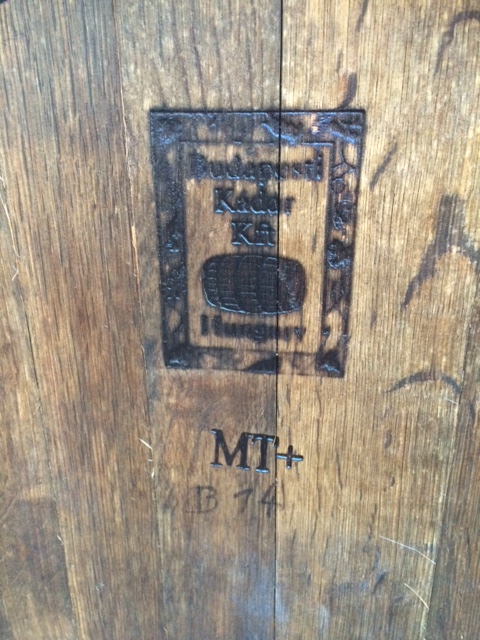 Budapesti
Kadar
Kft
Hungary
MT+
B 14